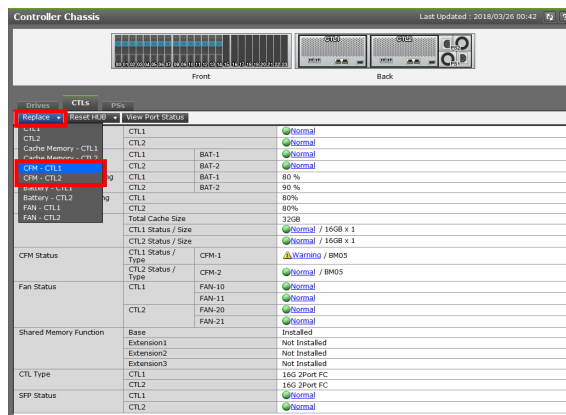 Controller Chassis
Last Updated : 2018/03/26 00:42
CTL1
CTL2
Front
Back
Drives CTLs PSs
Replace Reset HUB View Port Status
CTL1
CTL2
Cache Memory - CTL1
Cache Memory - CTL2
CFM - CTL1
CFM - CTL2
Battery - CTL1
Battery - CTL2
FAN - CTL1
FAN - CTL2
CTL1 Normal
CTL2 Normal
CTL1 BAT-1 Normal
CTL2 BAT-2 Normal
CTL1 BAT-1 80 %
CTL2 BAT-2 90 %
CTL1 80%
CTL2 80%
Total Cache Size 32GB
CTL1 Status / Size Normal / 16GB x 1
CTL2 Status / Size Normal / 16GB x 1
CFM Status CTL1 Status / Type CFM-1 Warning / BM05
CTL2 Status / Type CFM-2 Normal / BM05
Fan Status CTL1 FAN-10 Normal
FAN-11 Normal
CTL2 FAN-20 Normal
FAN-21 Normal
Shared Memory Function Base Installed
Extension1 Not Installed
Extension2 Not Installed
Extension3 Not Installed
CTL Type CTL1 16G 2Port FC
CTL2 16G 2Port FC
SFP Status CTL1 Normal
CTL2 Normal